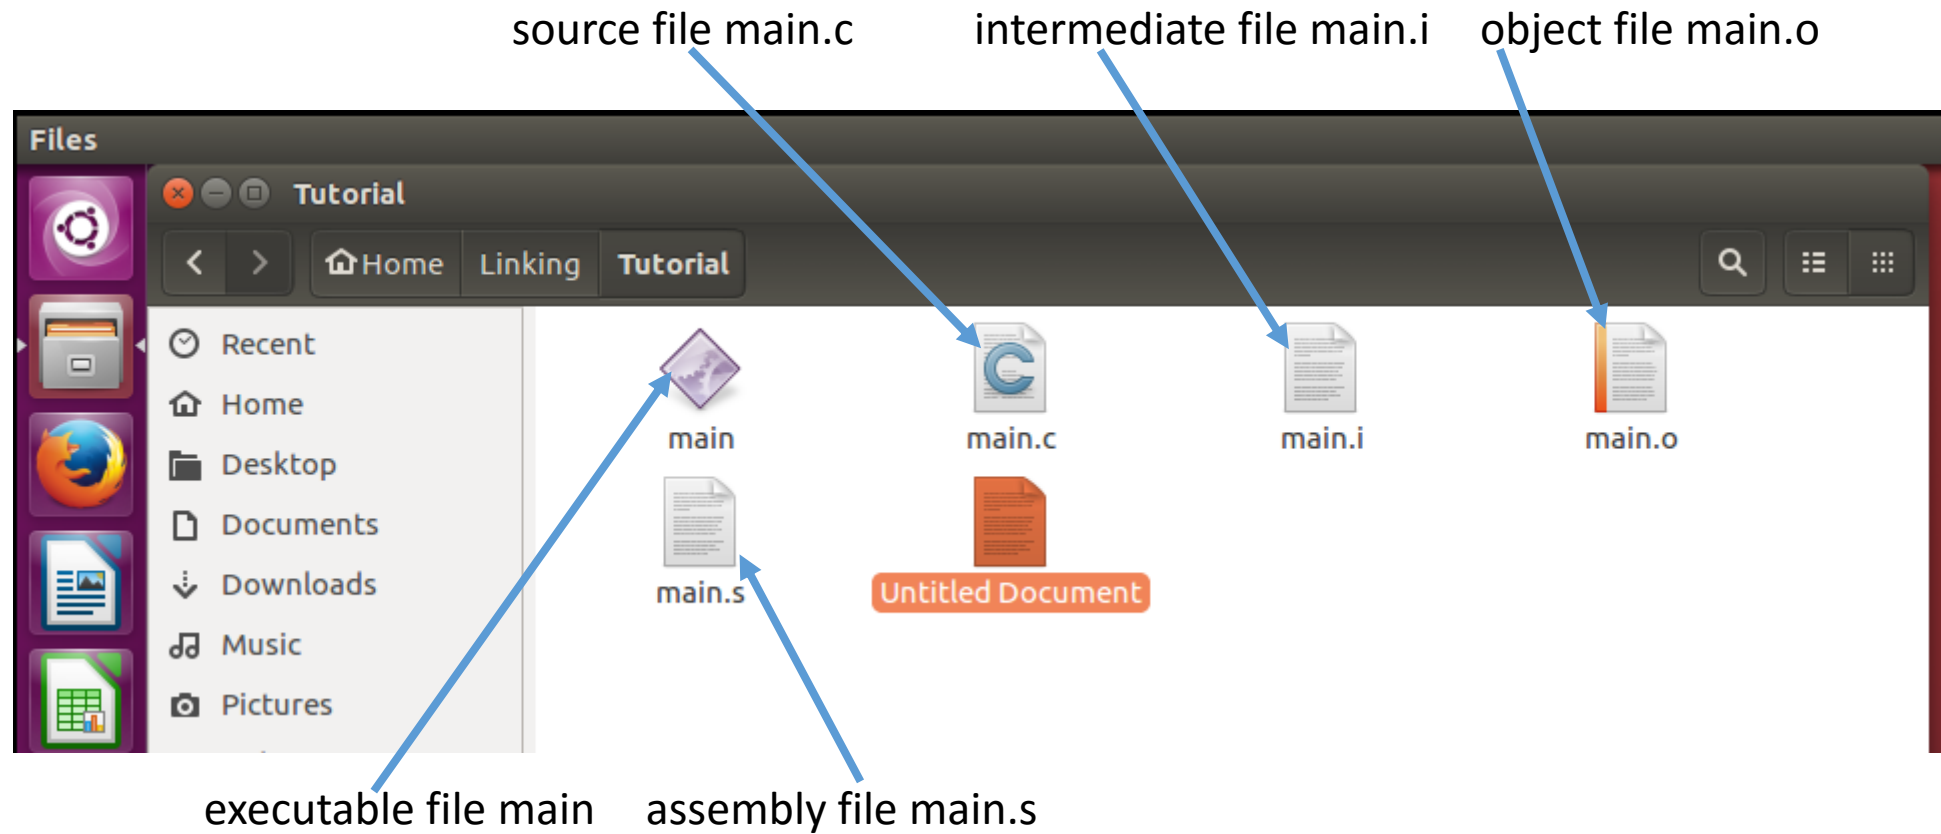 source file main.c
intermediate file main.i
object file main.o
Files
Tutorial
Home
Linking
Tutorial
Recent
Home
Desktop
Documents
Downloads
Music
Pictures
main
main.c
main.i
main.o
main.s
Untitled Document
executable file main
assembly file main.s